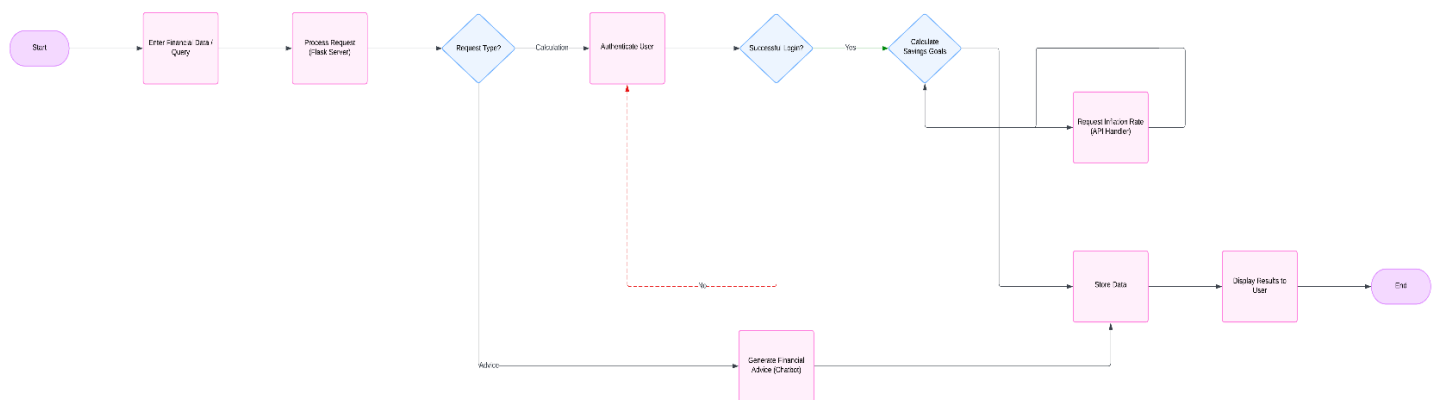 Start
Enter Financial Data /
Query
Process Request
(Flask Server)
Request Type?
Calculation
Authenticate User
Successful Login?
Yes
Calculate
Savings Goals
Request Inflation Rate
(API Handler)
No
Store Data
Display Results to
User
End
Advice
Generate Financial
Advice (Chatbot)